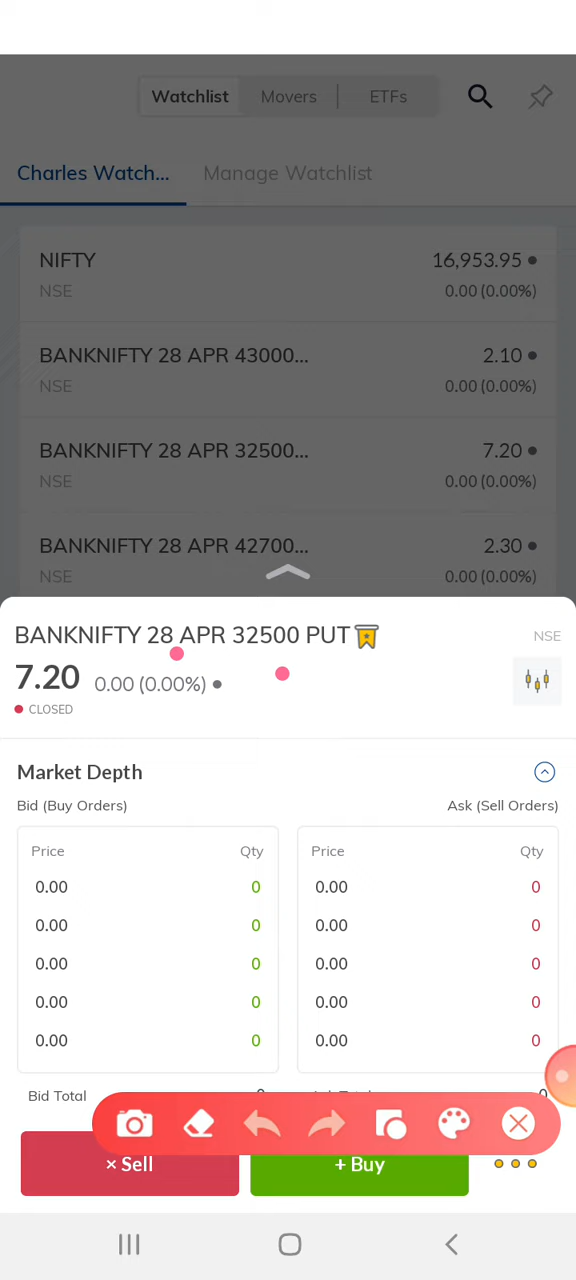 Watchlist Movers ETFs
Charles Watch... Manage Watchlist
NIFTY 16,953.95
NSE 0.00 (0.00%)
BANKNIFTY 28 APR 43000... 2.10
NSE 0.00 (0.00%)
BANKNIFTY 28 APR 32500... 7.20
NSE 0.00 (0.00%)
BANKNIFTY 28 APR 42700... 2.30
NSE 0.00 (0.00%)
BANKNIFTY 28 APR 32500 PUT NSE
7.20 0.00 (0.00%)
CLOSED
Market Depth
Bid (Buy Orders) Ask (Sell Orders)
Price Qty Price Qty
0.00 0 0.00 0
0.00 0 0.00 0
0.00 0 0.00 0
0.00 0 0.00 0
0.00 0 0.00 0
Bid Total 0 Ask Total 0
× Sell + Buy